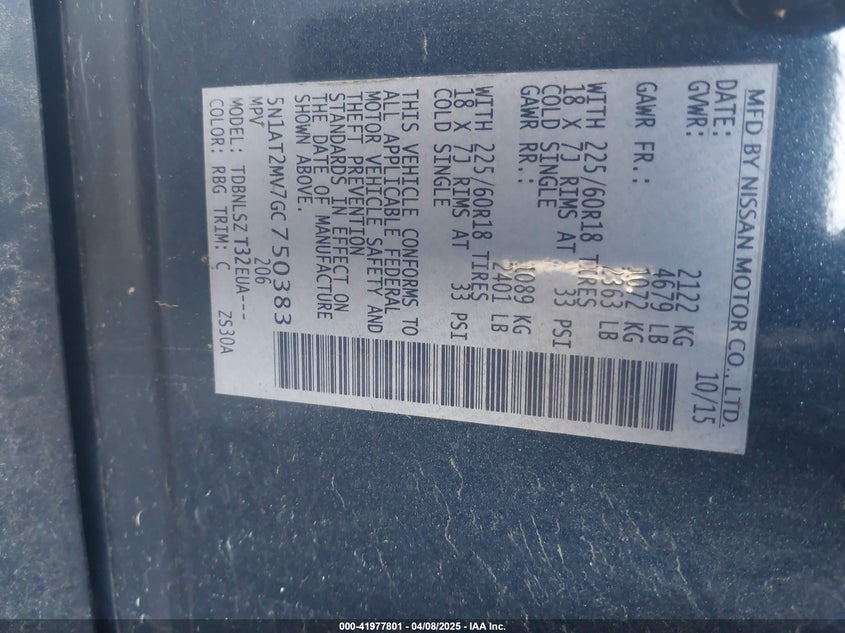 MFD BY NISSAN MOTOR CO., LTD.
DATE: 10/15
GVWR: 2122 KG
4679 LB
GAWR FR.: 1072 KG
2363 LB
WITH 225/60R18 TIRES
18 X 7J RIMS AT 33 PSI
COLD SINGLE
GAWR RR.: 1089 KG
2401 LB
WITH 225/60R18 TIRES
18 X 7J RIMS AT 33 PSI
COLD SINGLE
THIS VEHICLE CONFORMS TO
ALL APPLICABLE FEDERAL
MOTOR VEHICLE SAFETY AND
THEFT PREVENTION
STANDARDS IN EFFECT ON
THE DATE OF MANUFACTURE
SHOWN ABOVE.
5N1AT2MV7GC750383
MPV 206
MODEL: TDBNLSZ T32EUA---
COLOR: RBG TRIM: C ZS30A
000-41977801 - 04/08/2025 - IAA Inc.